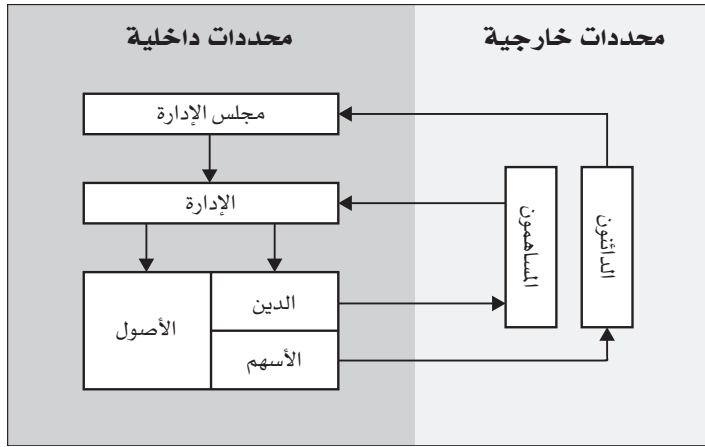 محددات خارجية
محددات داخلية
مجلس الإدارة
الإدارة
المساهمون
الدائنون
الدين
الأصول
الأسهم